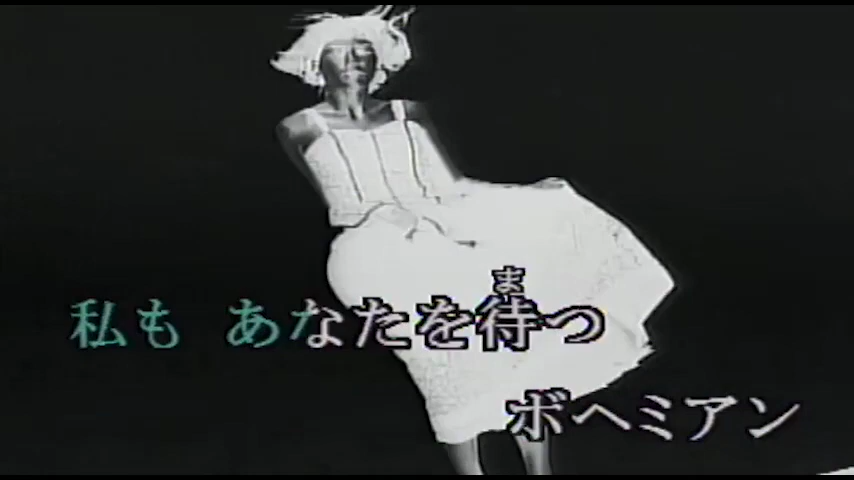 ま
私も あなたを待つ
ボヘミアン